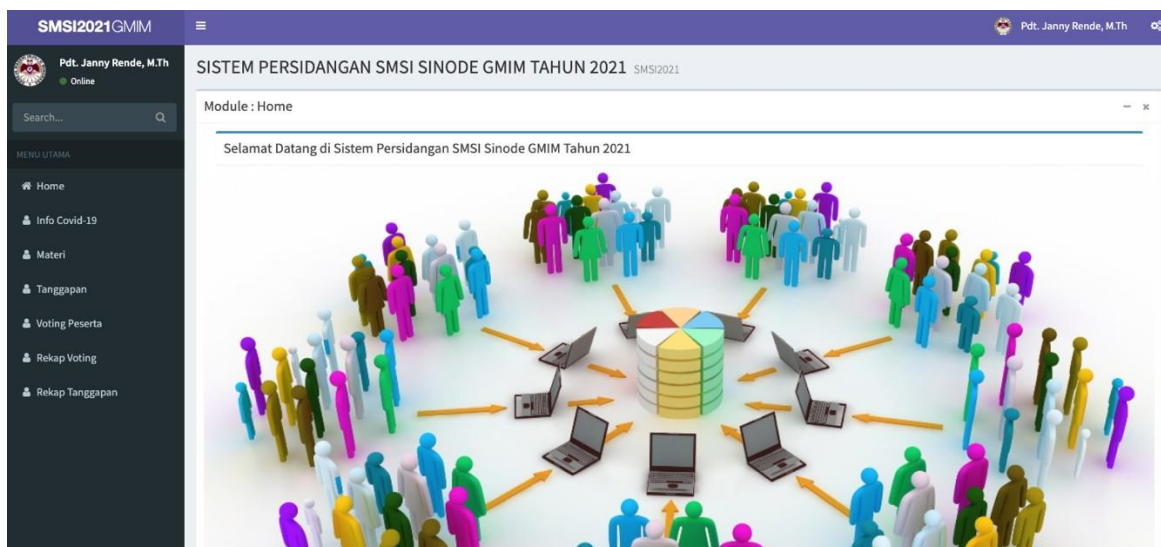 SMSI2021GMIM
Pdt. Janny Rende, M.Th
Pdt. Janny Rende, M.Th
Online
Search...
MENU UTAMA
Home
Info Covid-19
Materi
Tanggapan
Voting Peserta
Rekap Voting
Rekap Tanggapan
SISTEM PERSIDANGAN SMSI SINODE GMIM TAHUN 2021 SMSI2021
Module : Home
Selamat Datang di Sistem Persidangan SMSI Sinode GMIM Tahun 2021